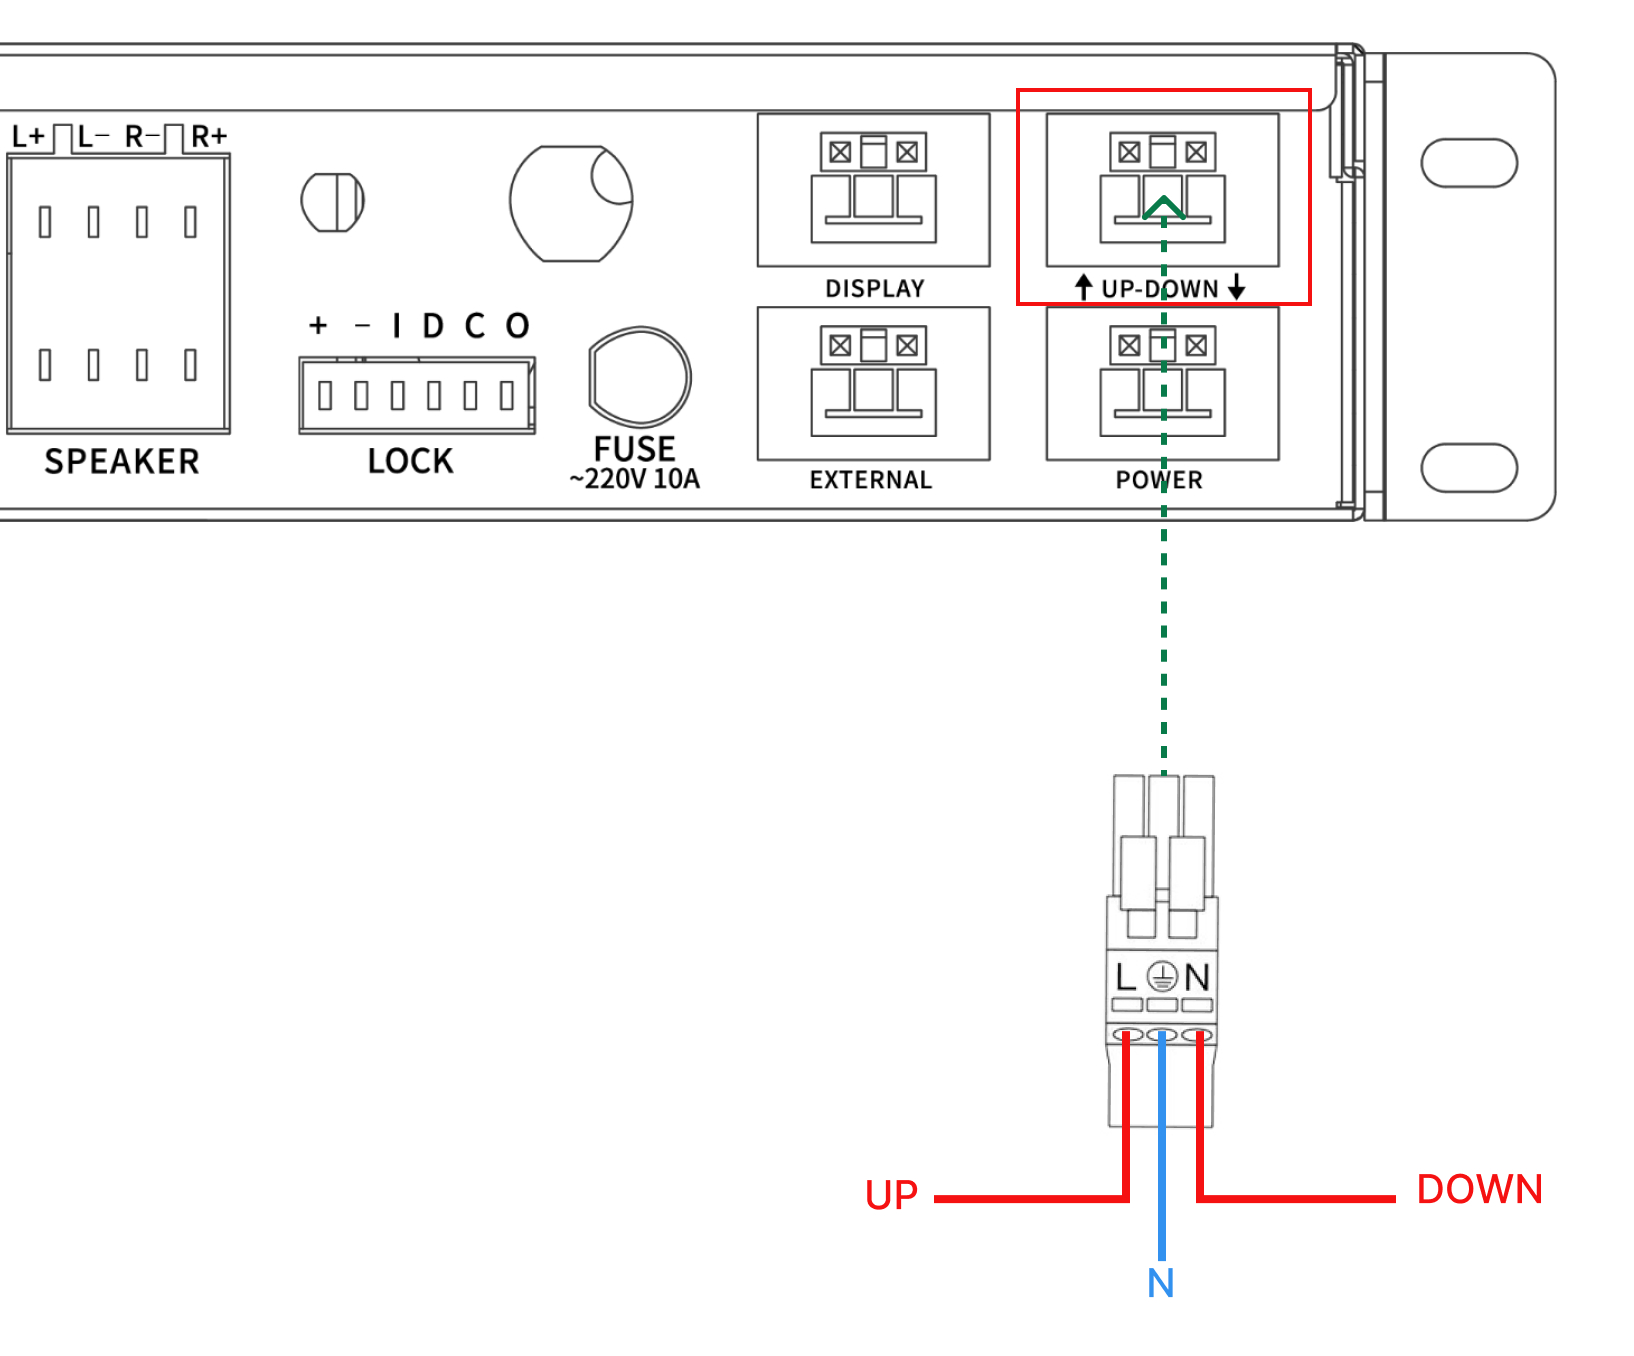 L+ L− R− R+
+ − I D C O
SPEAKER
LOCK
FUSE
~220V 10A
DISPLAY
↑ UP-DOWN ↓
EXTERNAL
POWER
L N
UP
DOWN
N